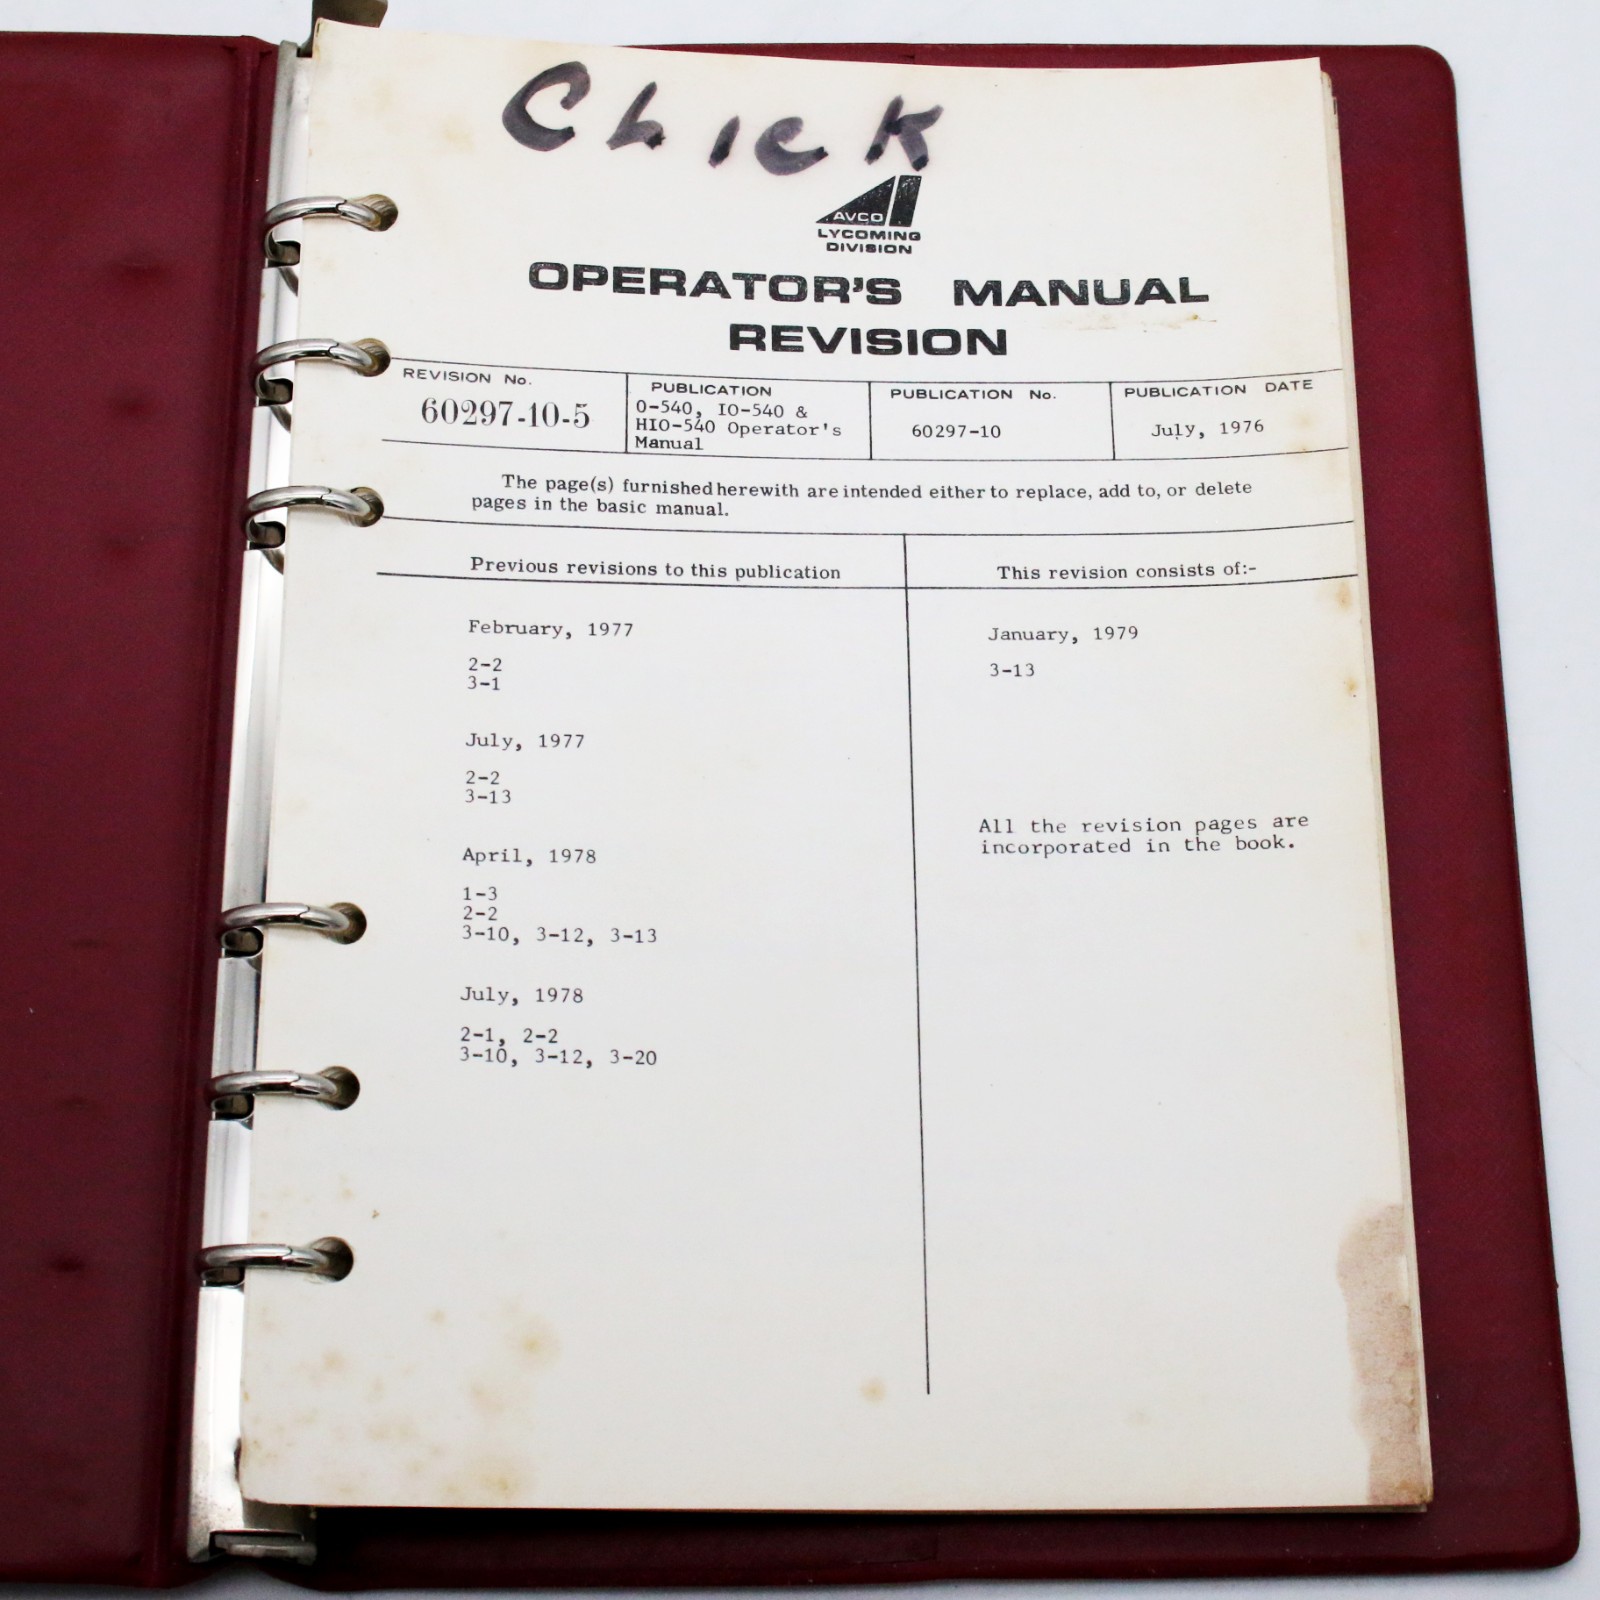 CHICK
AVCO
LYCOMING
DIVISION
OPERATOR'S MANUAL
REVISION
REVISION No.
60297-10-5
PUBLICATION
O-540, IO-540 &
HIO-540 Operator's
Manual
PUBLICATION No.
60297-10
PUBLICATION DATE
July, 1976
The page(s) furnished herewith are intended either to replace, add to, or delete
pages in the basic manual.
Previous revisions to this publication
February, 1977
2-2
3-1
July, 1977
2-2
3-13
April, 1978
1-3
2-2
3-10, 3-12, 3-13
July, 1978
2-1, 2-2
3-10, 3-12, 3-20
This revision consists of:-
January, 1979
3-13
All the revision pages are
incorporated in the book.